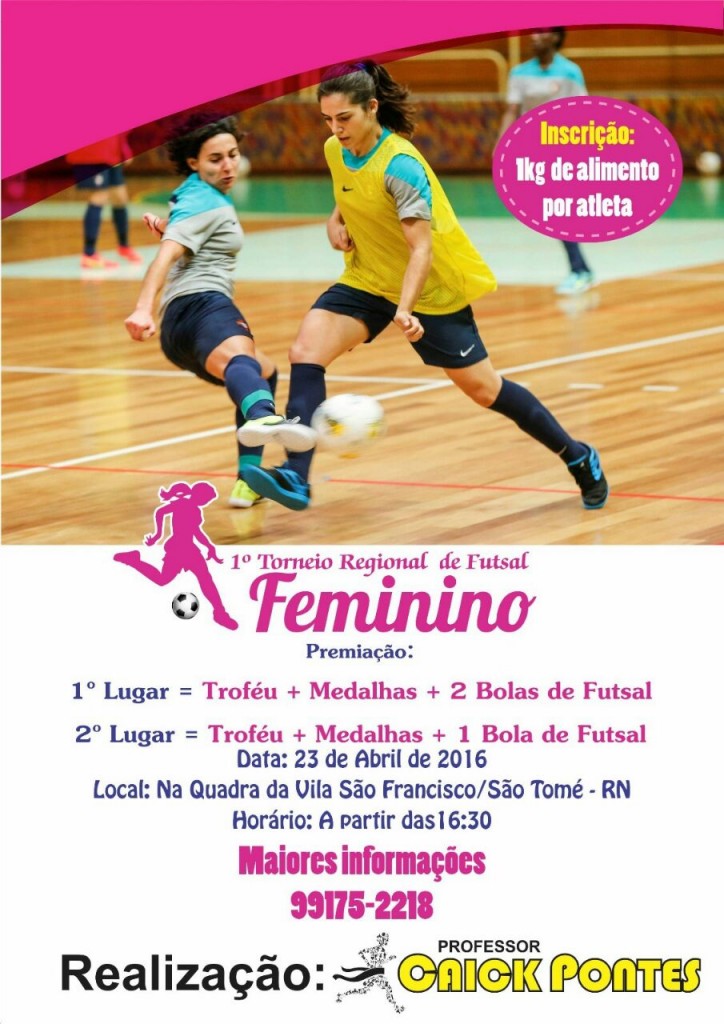 Inscrição:
1kg de alimento
por atleta
1º Torneio Regional de Futsal
Feminino
Premiação:
1º Lugar = Troféu + Medalhas + 2 Bolas de Futsal
2º Lugar = Troféu + Medalhas + 1 Bola de Futsal
Data: 23 de Abril de 2016
Local: Na Quadra da Vila São Francisco/São Tomé - RN
Horário: A partir das16:30
Maiores informações
99175-2218
Realização:
PROFESSOR
CAICK PONTES